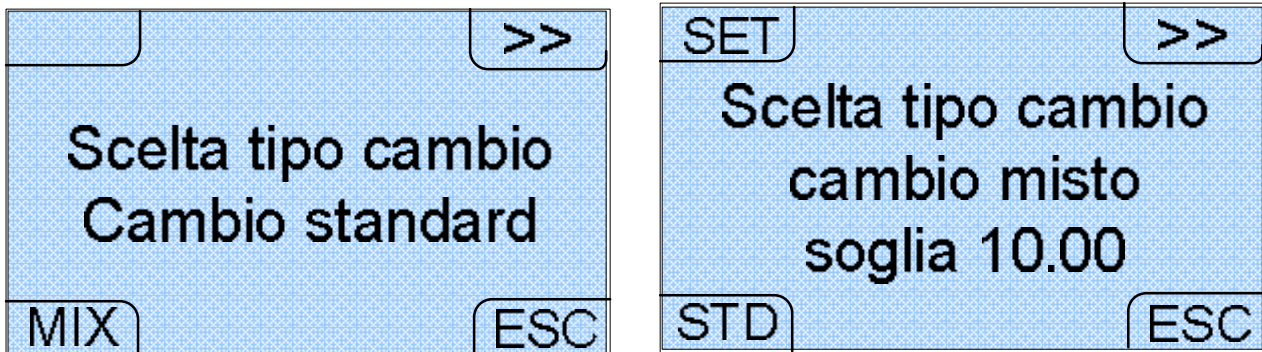 >>
Scelta tipo cambio
Cambio standard
MIX ESC
SET >>
Scelta tipo cambio
cambio misto
soglia 10.00
STD ESC